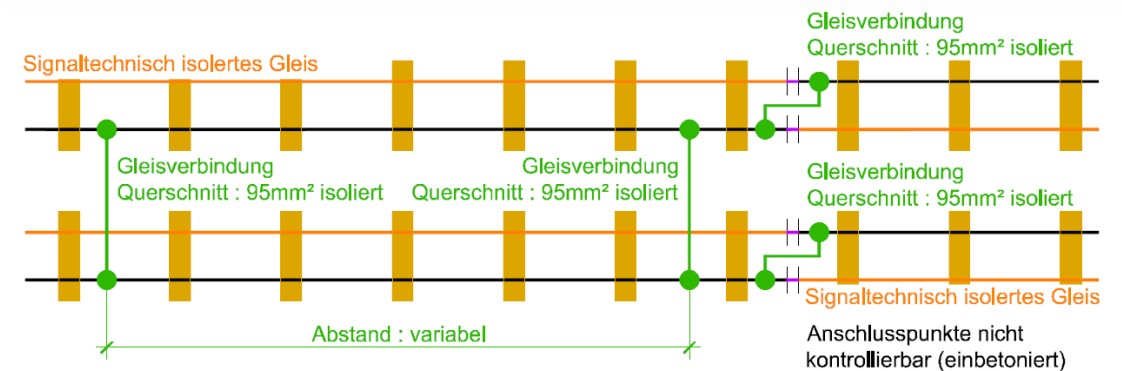 Gleisverbindung
Querschnitt : 95mm² isoliert
Signaltechnisch isolertes Gleis
Gleisverbindung
Querschnitt : 95mm² isoliert
Gleisverbindung
Querschnitt : 95mm² isoliert
Gleisverbindung
Querschnitt : 95mm² isoliert
Signaltechnisch isolertes Gleis
Abstand : variabel
Anschlusspunkte nicht
kontrollierbar (einbetoniert)